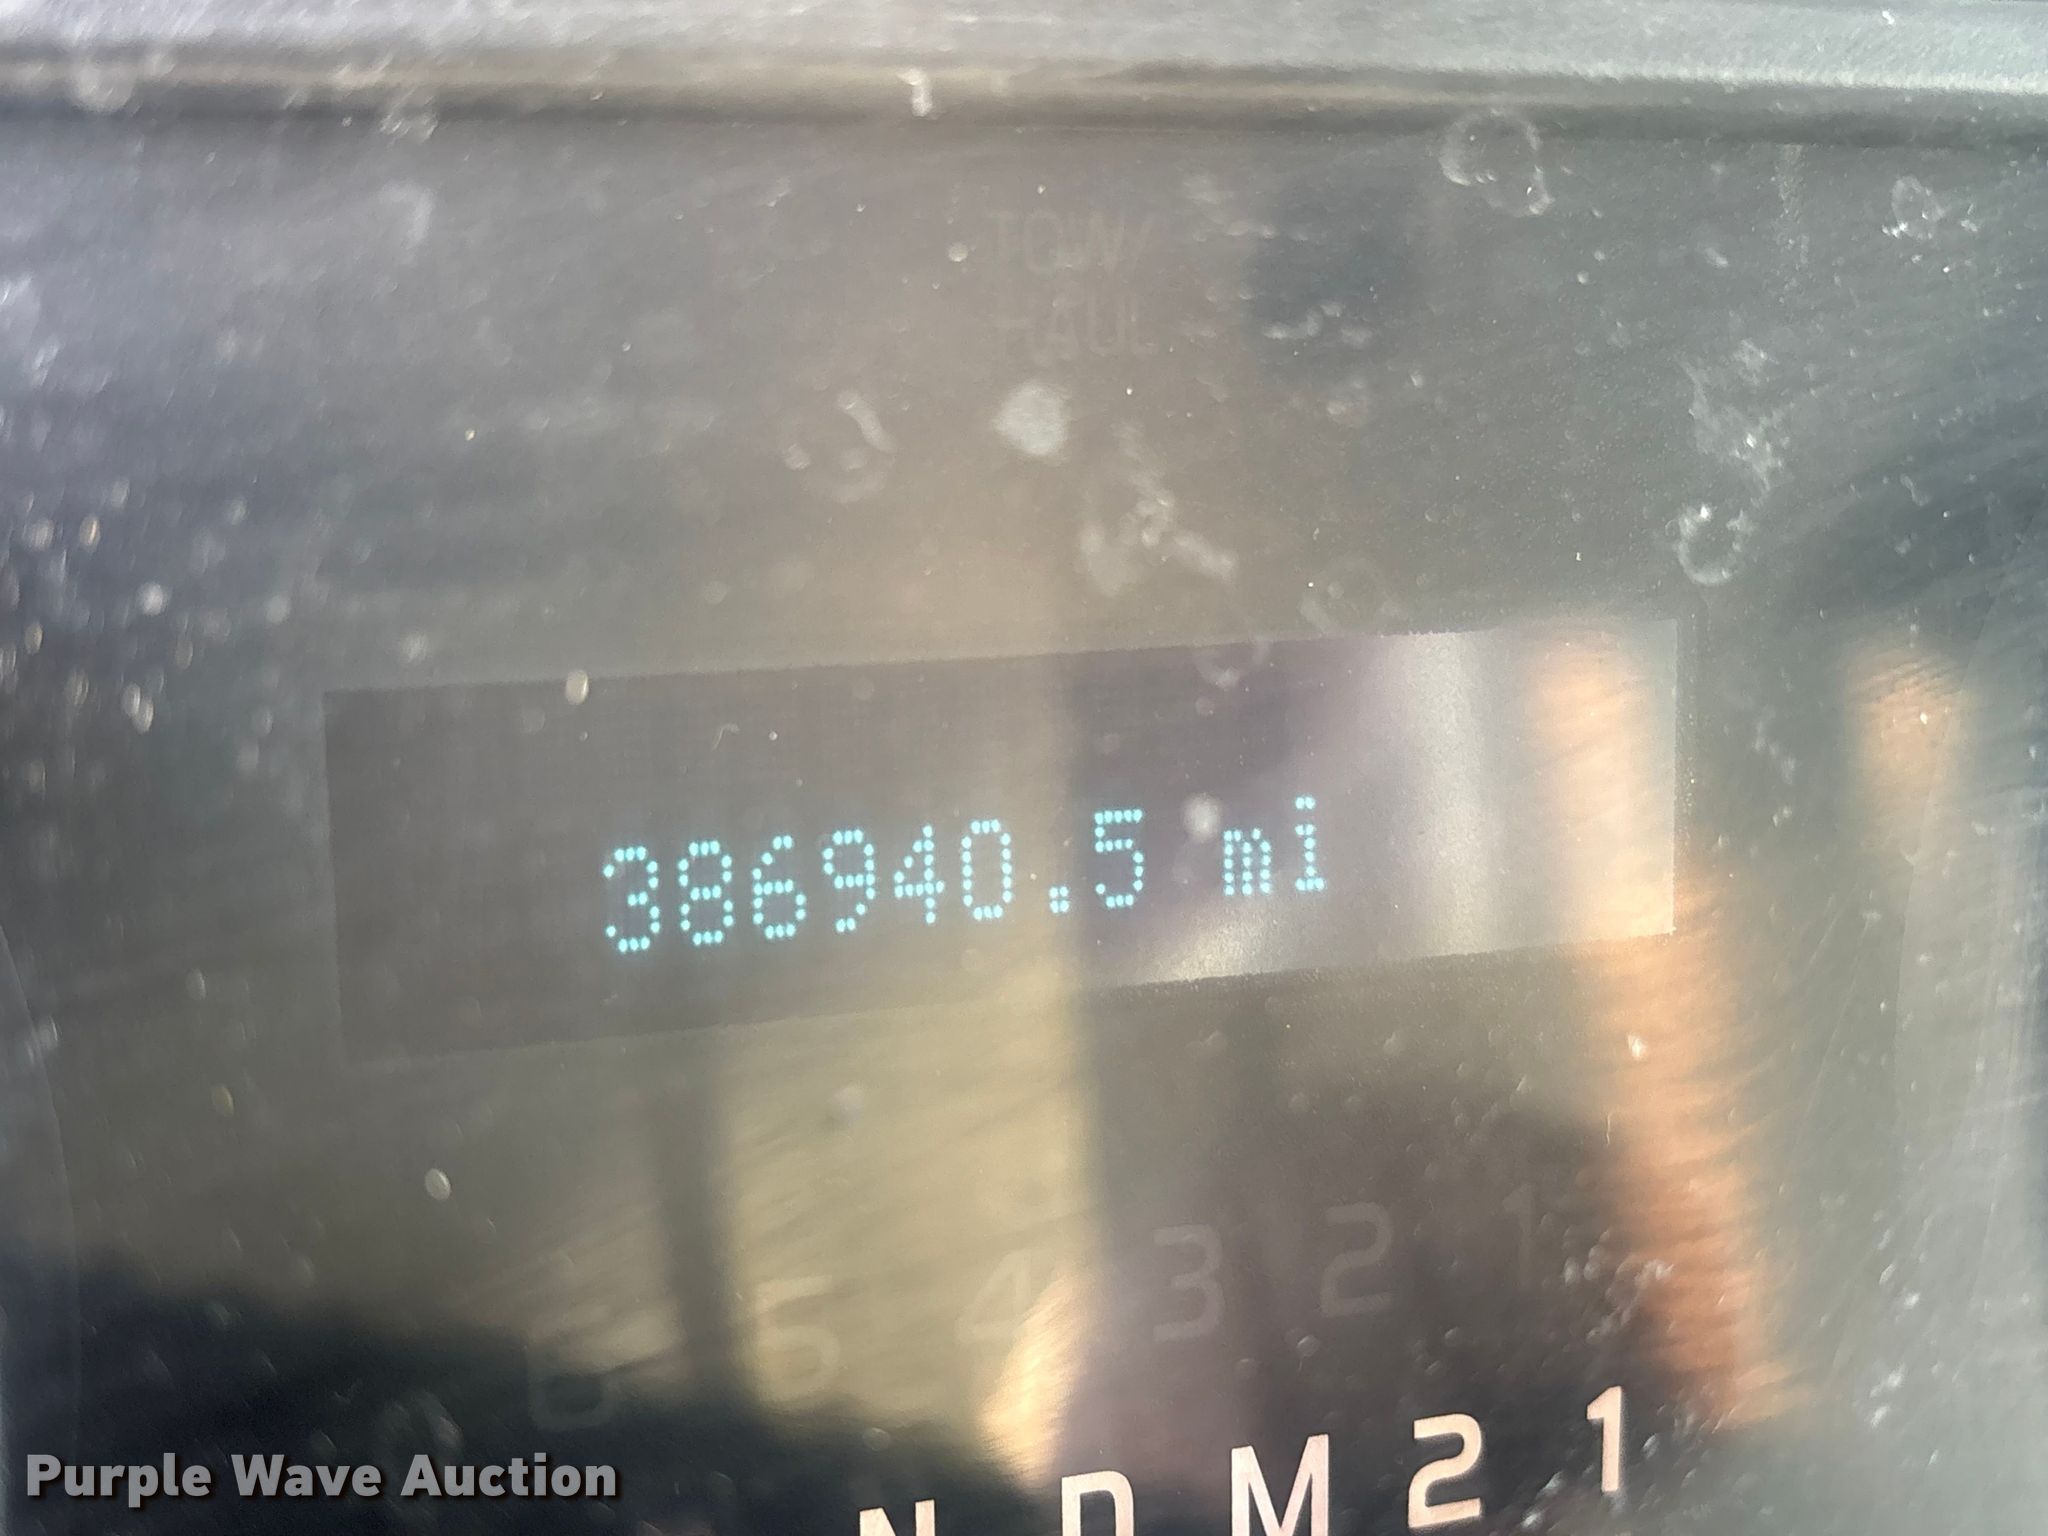 TOW/
HAUL
386940.5 mi
6 5 4 3 2 1
N D M 2 1
Purple Wave Auction